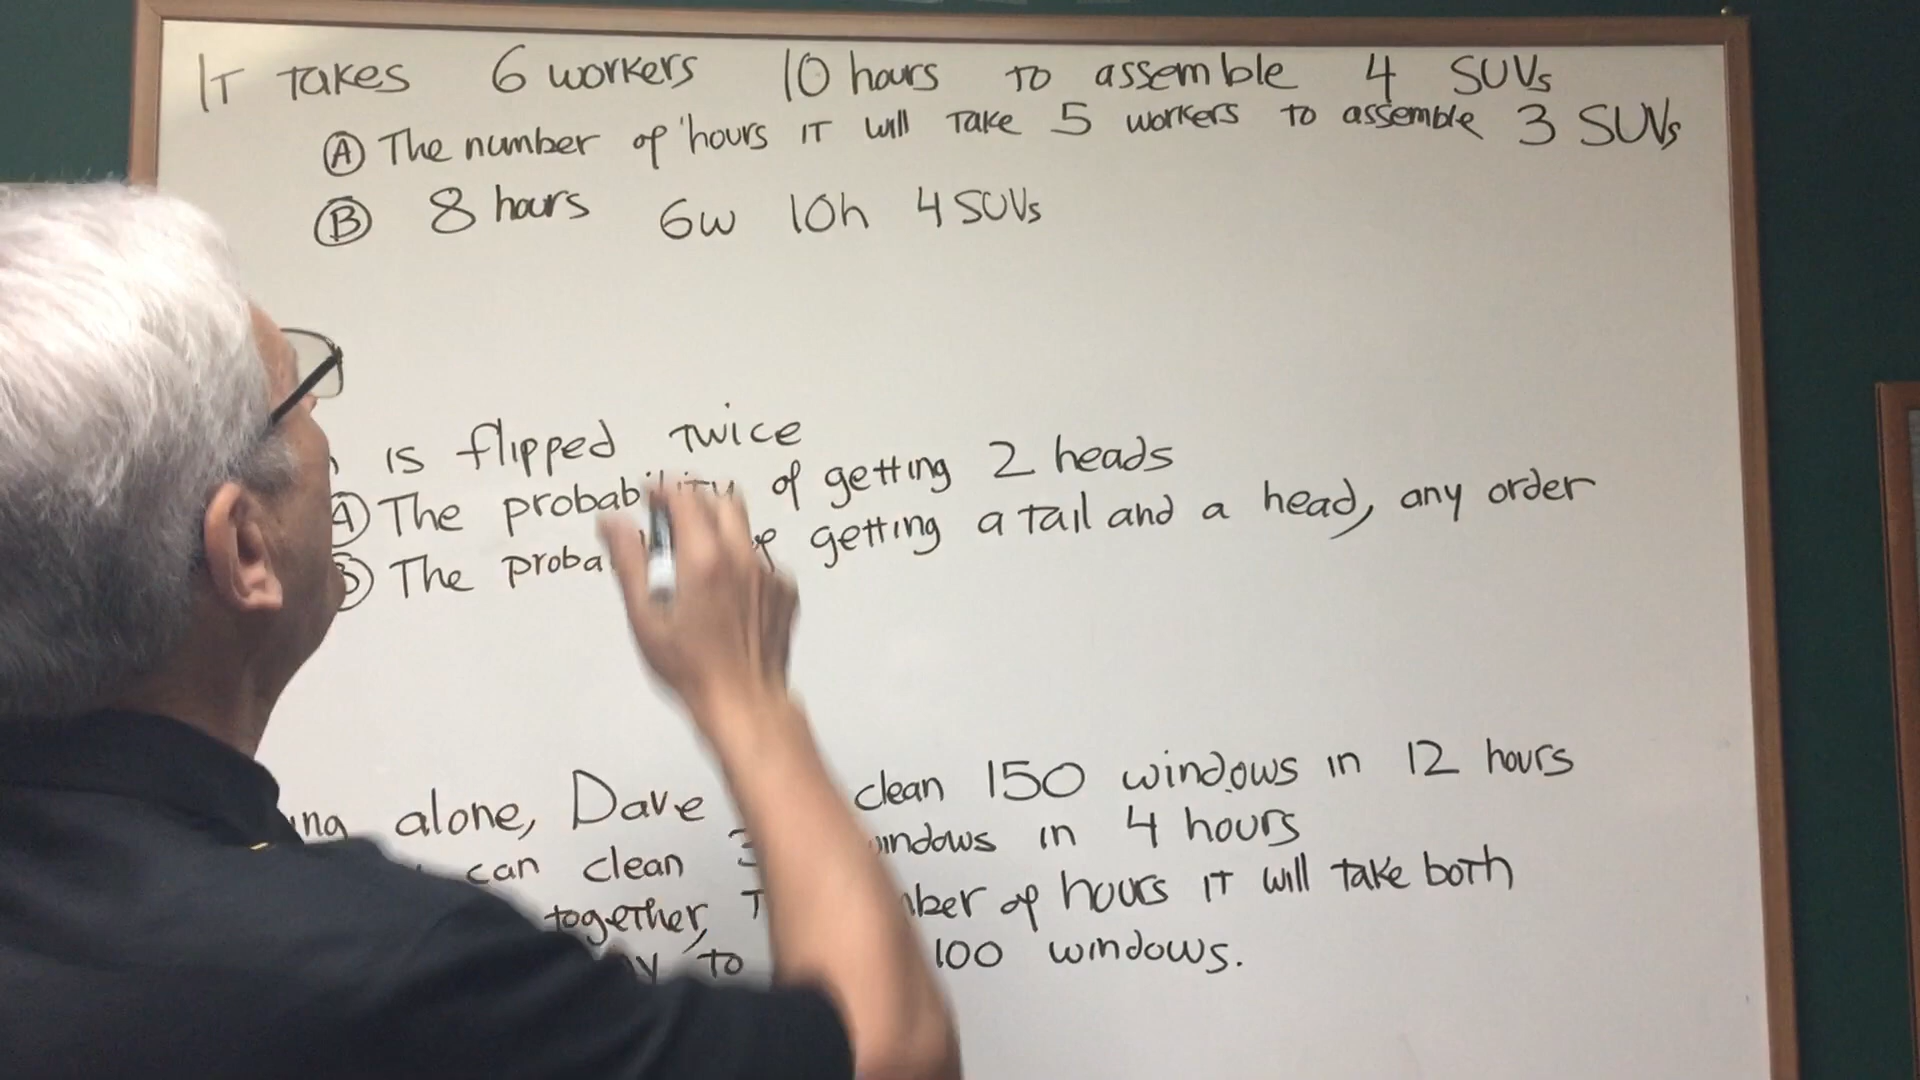 IT TAKES 6 workers 10 hours TO assemble 4 SUVs
Ⓐ The number of hours IT will TAKE 5 workers TO assemble 3 SUVs
Ⓑ 8 hours 6w 10h 4 SUVs
is flipped twice
The probability of getting 2 heads
The getting a tail and a head, any order
alone, Dave clean 150 windows in 12 hours
can clean windows in 4 hours
together, of hours IT will take both
to 100 windows.